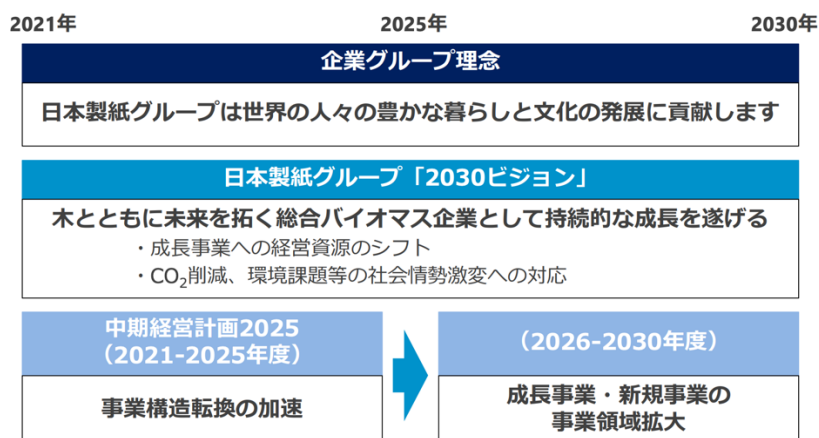 2021年 2025年 2030年
企業グループ理念
日本製紙グループは世界の人々の豊かな暮らしと文化の発展に貢献します
日本製紙グループ「2030ビジョン」
木とともに未来を拓く総合バイオマス企業として持続的な成長を遂げる
・成長事業への経営資源のシフト
・CO₂削減、環境課題等の社会情勢激変への対応
中期経営計画2025
（2021-2025年度）
事業構造転換の加速
（2026-2030年度）
成長事業・新規事業の
事業領域拡大